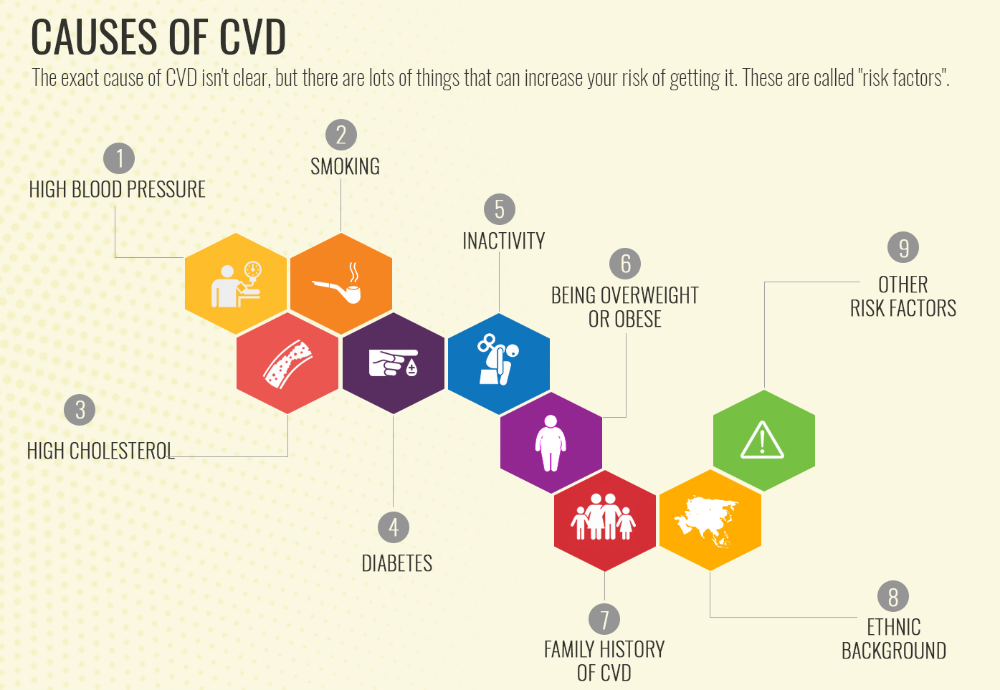 CAUSES OF CVD
The exact cause of CVD isn't clear, but there are lots of things that can increase your risk of getting it. These are called "risk factors".
1
HIGH BLOOD PRESSURE
2
SMOKING
3
HIGH CHOLESTEROL
4
DIABETES
5
INACTIVITY
6
BEING OVERWEIGHT
OR OBESE
7
FAMILY HISTORY
OF CVD
8
ETHNIC
BACKGROUND
9
OTHER
RISK FACTORS